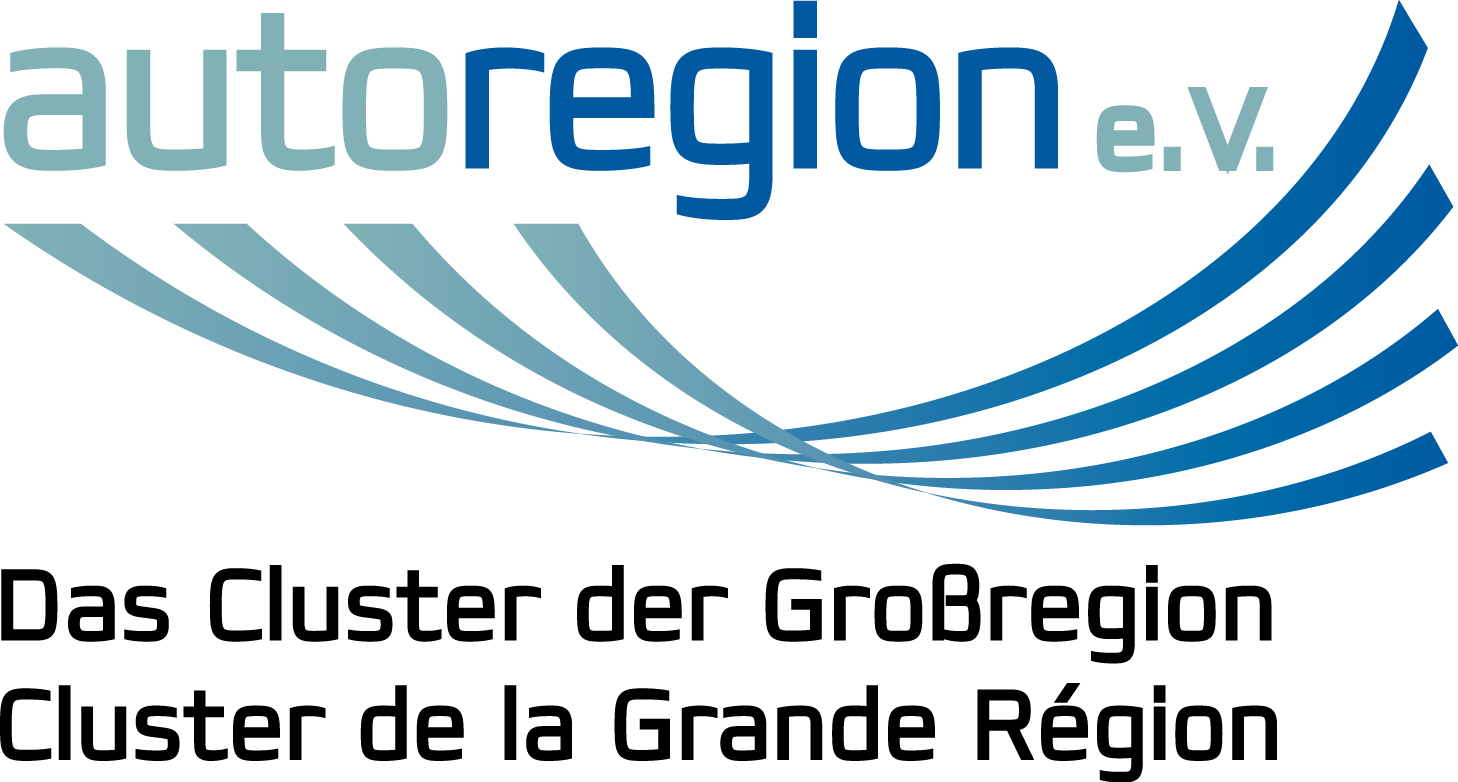 autoregion e.V.
Das Cluster der Großregion
Cluster de la Grande Région